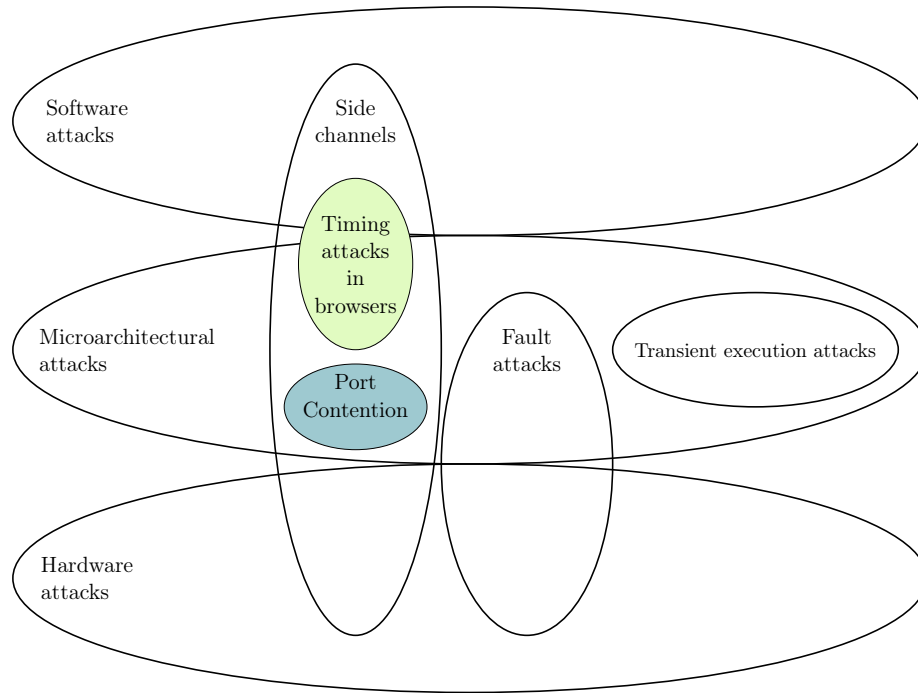 Software
attacks
Side
channels
Timing
attacks
in
browsers
Microarchitectural
attacks
Fault
attacks
Transient execution attacks
Port
Contention
Hardware
attacks